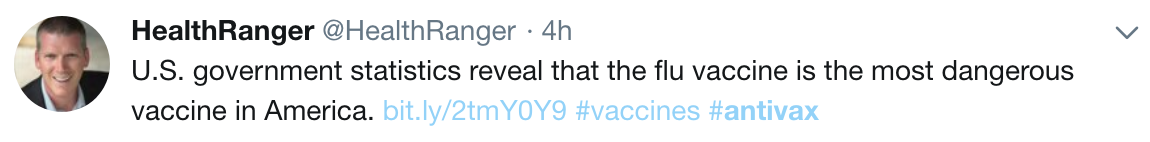 HealthRanger @HealthRanger · 4h
U.S. government statistics reveal that the flu vaccine is the most dangerous
vaccine in America. bit.ly/2tmY0Y9 #vaccines #antivax